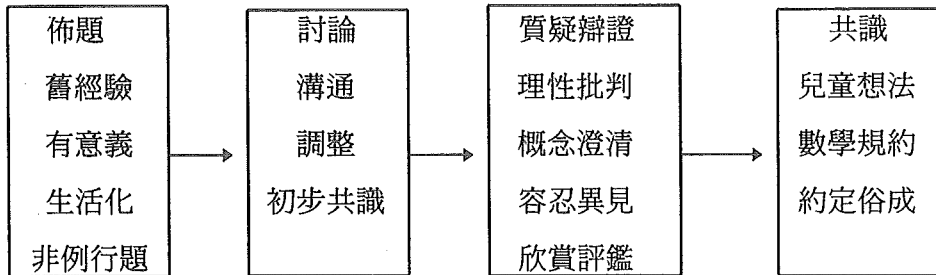 佈題
舊經驗
有意義
生活化
非例行題
討論
溝通
調整
初步共識
質疑辯證
理性批判
概念澄清
容忍異見
欣賞評鑑
共識
兒童想法
數學規約
約定俗成